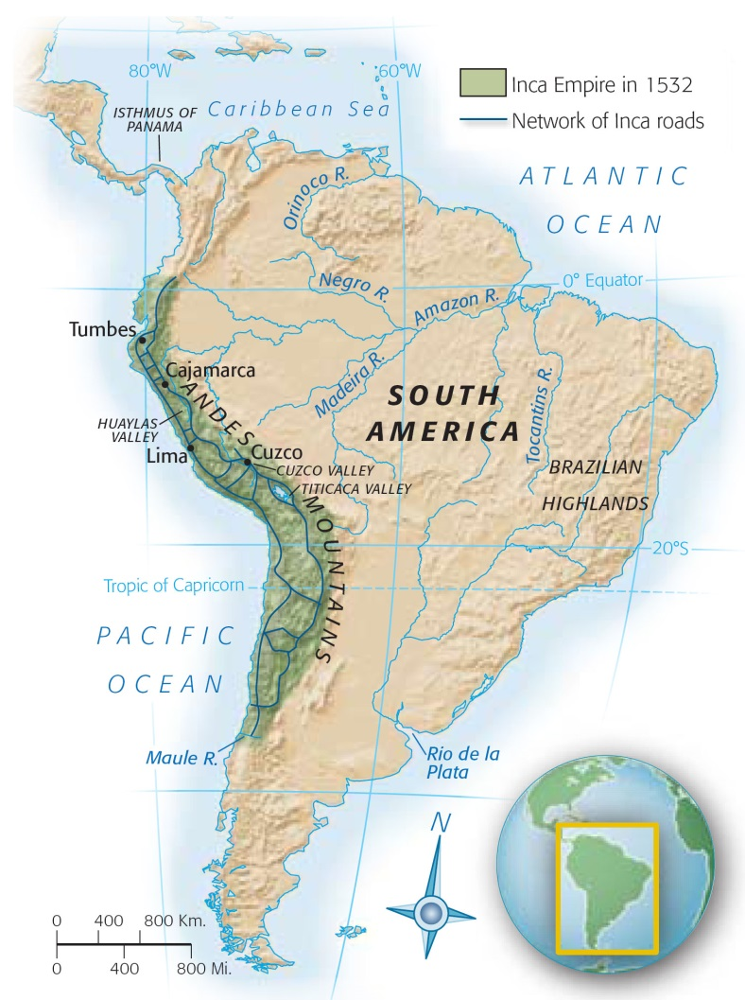 80°W
60°W
ISTHMUS OF
PANAMA
Caribbean Sea
Inca Empire in 1532
Network of Inca roads
ATLANTIC
OCEAN
Orinoco R.
Negro R.
Amazon R.
0° Equator
Tumbes
Cajamarca
Madeira R.
SOUTH
AMERICA
Tocantins R.
ANDES
MOUNTAINS
HUAYLAS
VALLEY
Lima
Cuzco
CUZCO VALLEY
TITICACA VALLEY
BRAZILIAN
HIGHLANDS
20°S
Tropic of Capricorn
PACIFIC
OCEAN
Maule R.
Rio de la
Plata
N
0 400 800 Km.
0 400 800 Mi.